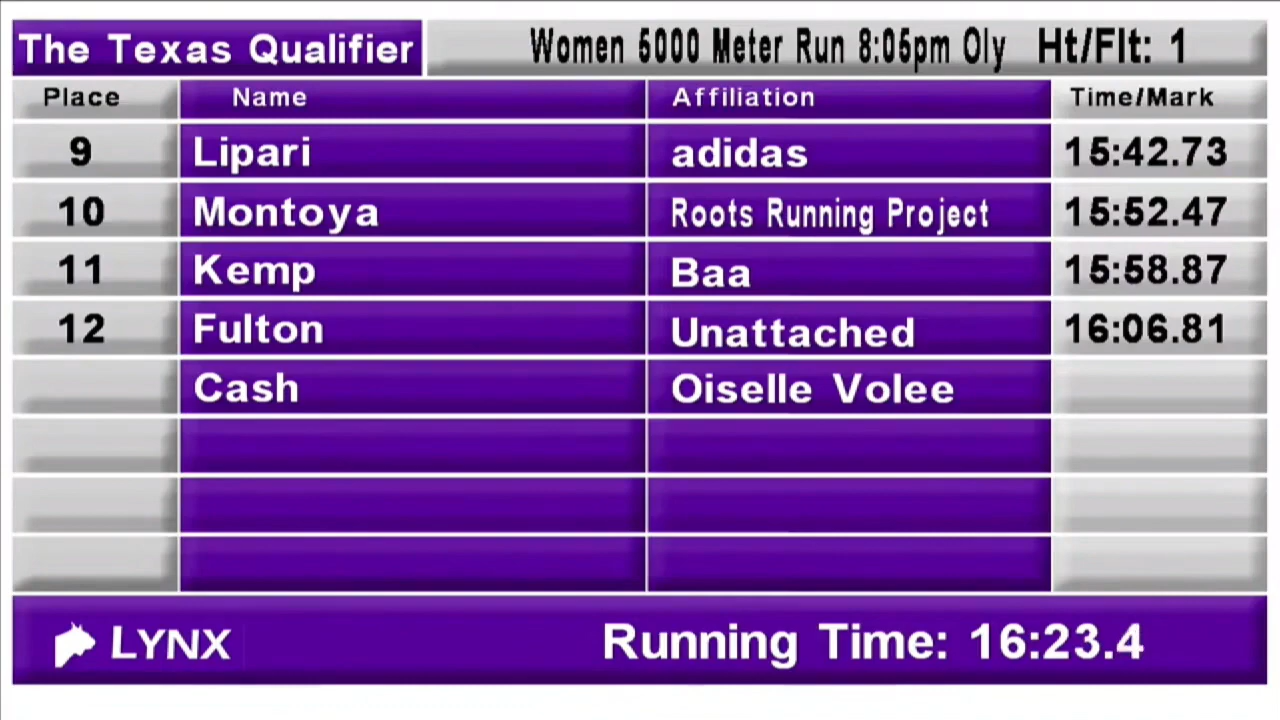 The Texas Qualifier Women 5000 Meter Run 8:05pm Oly Ht/Flt: 1
Place Name Affiliation Time/Mark
9 Lipari adidas 15:42.73
10 Montoya Roots Running Project 15:52.47
11 Kemp Baa 15:58.87
12 Fulton Unattached 16:06.81
Cash Oiselle Volee
LYNX Running Time: 16:23.4